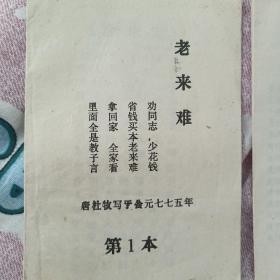 老来难
劝同志，少花钱
省钱买本老来难
拿回家　全家看
里面全是教子言
唐杜牧写于公元七七五年
第1本